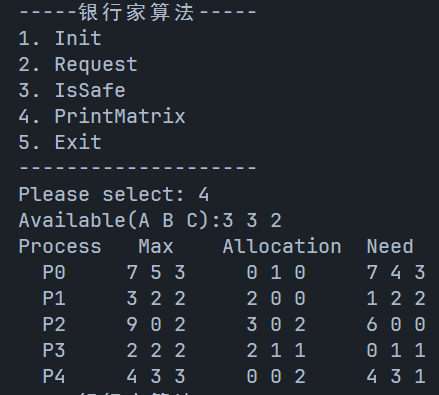 -----银行家算法-----
1. Init
2. Request
3. IsSafe
4. PrintMatrix
5. Exit
--------------------
Please select: 4
Available(A B C):3 3 2
Process Max Allocation Need
P0 7 5 3 0 1 0 7 4 3
P1 3 2 2 2 0 0 1 2 2
P2 9 0 2 3 0 2 6 0 0
P3 2 2 2 2 1 1 0 1 1
P4 4 3 3 0 0 2 4 3 1